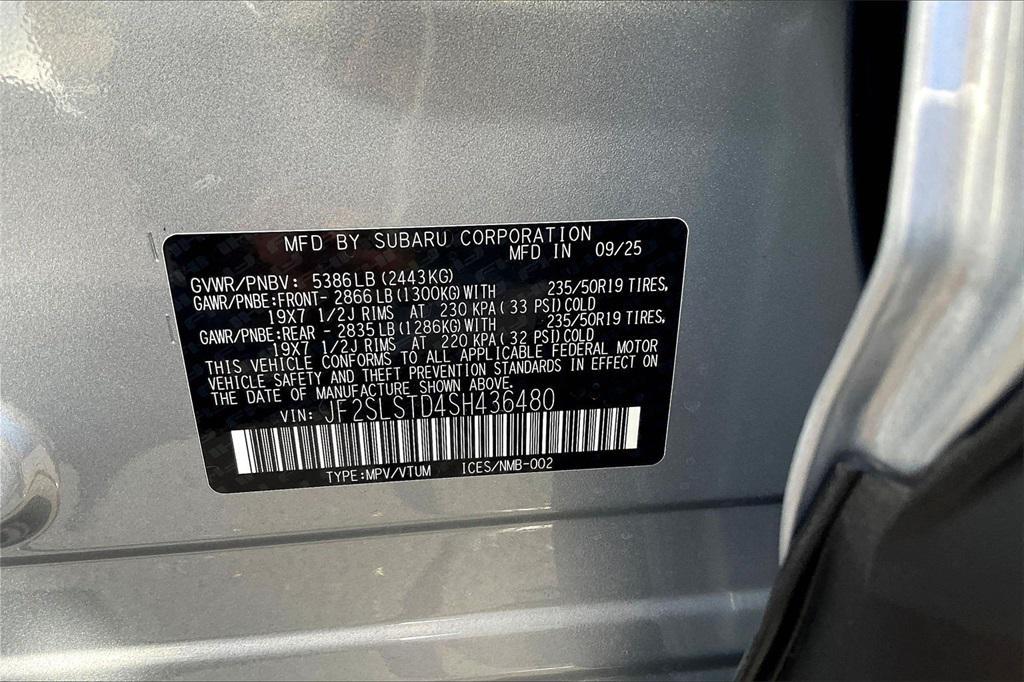 MFD BY SUBARU CORPORATION
MFD IN 09/25
GVWR/PNBV: 5386LB(2443KG)
GAWR/PNBE:FRONT- 2866LB(1300KG)WITH 235/50R19 TIRES,
19X7 1/2J RIMS AT 230 KPA(33 PSI)COLD
GAWR/PNBE:REAR - 2835LB(1286KG)WITH 235/50R19 TIRES,
19X7 1/2J RIMS AT 220 KPA(32 PSI)COLD
THIS VEHICLE CONFORMS TO ALL APPLICABLE FEDERAL MOTOR
VEHICLE SAFETY AND THEFT PREVENTION STANDARDS IN EFFECT ON
THE DATE OF MANUFACTURE SHOWN ABOVE.
VIN: JF2SLSTD4SH436480
TYPE:MPV/VTUM ICES/NMB-002